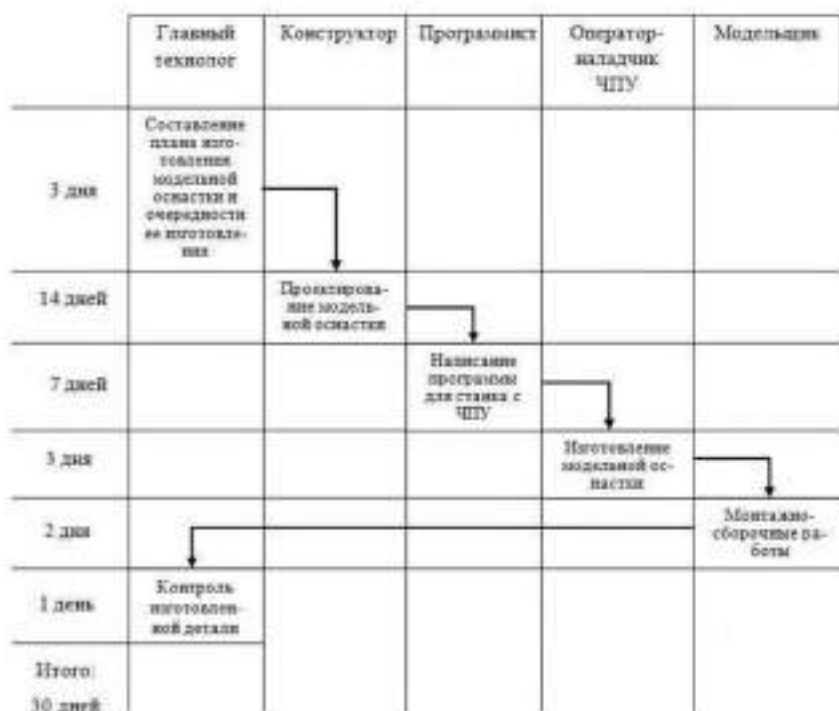 Главный
технолог
Конструктор
Программист
Оператор-
наладчик
ЧПУ
Модельщик
3 дня
Составление
плана изго-
товления
модельной
оснастки и
очередности
ее изготовле-
ния
14 дней
Проектирова-
ние модель-
ной оснастки
7 дней
Написание
программы
для станка с
ЧПУ
3 дня
Изготовление
модельной ос-
настки
2 дня
Монтажно-
сборочные ра-
боты
1 день
Контроль
изготовлен-
ной детали
Итого:
30 дней